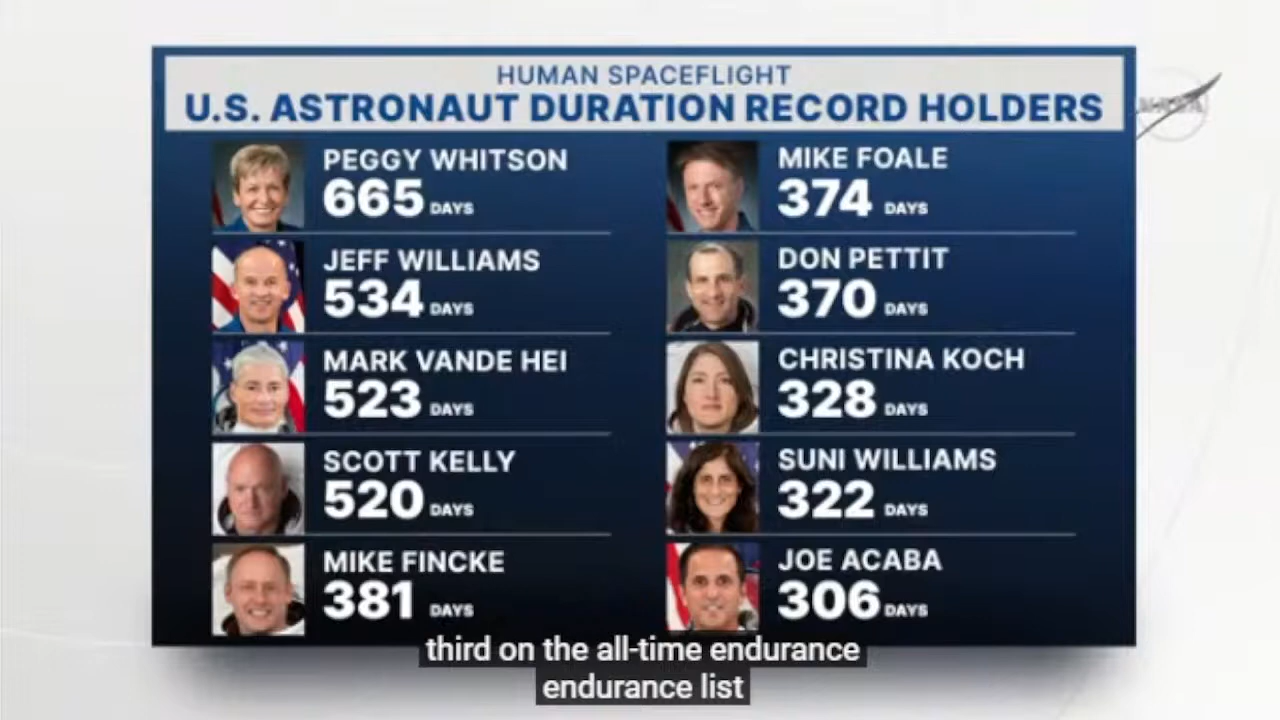 HUMAN SPACEFLIGHT
U.S. ASTRONAUT DURATION RECORD HOLDERS
NASA
PEGGY WHITSON
665 DAYS
JEFF WILLIAMS
534 DAYS
MARK VANDE HEI
523 DAYS
SCOTT KELLY
520 DAYS
MIKE FINCKE
381 DAYS
MIKE FOALE
374 DAYS
DON PETTIT
370 DAYS
CHRISTINA KOCH
328 DAYS
SUNI WILLIAMS
322 DAYS
JOE ACABA
306 DAYS
third on the all-time endurance
endurance list